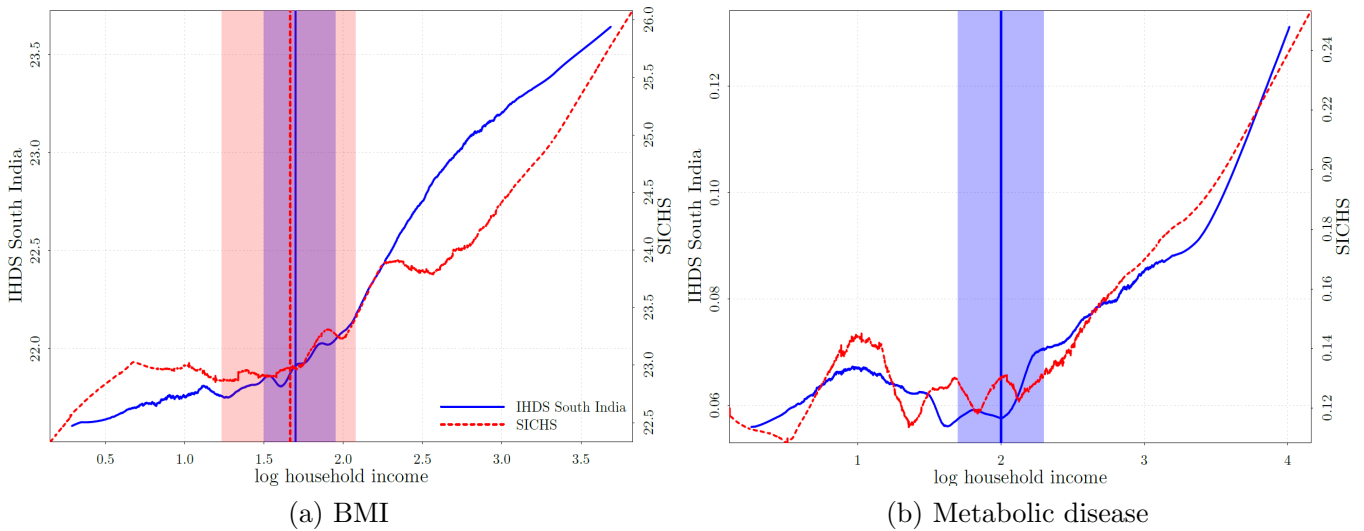 IHDS South India
23.5
23.0
22.5
22.0
26.0
25.5
25.0
24.5
24.0
23.5
23.0
22.5
SICHS
IHDS South India
SICHS
0.5 1.0 1.5 2.0 2.5 3.0 3.5
log household income
(a) BMI
IHDS South India
0.12
0.10
0.08
0.06
0.24
0.22
0.20
0.18
0.16
0.14
0.12
SICHS
1 2 3 4
log household income
(b) Metabolic disease